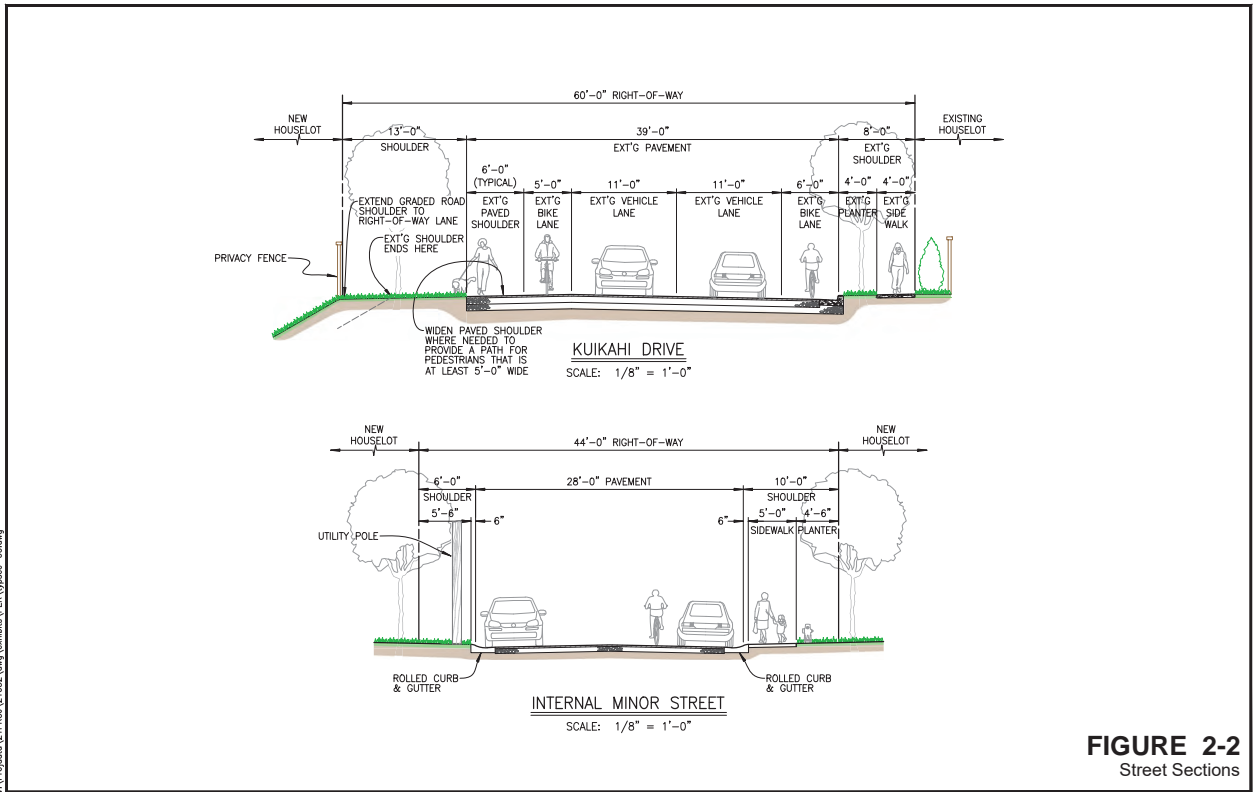 60'-0" RIGHT-OF-WAY
NEW
HOUSELOT
EXISTING
HOUSELOT
13'-0"
SHOULDER
39'-0"
EXT'G PAVEMENT
8'-0"
EXT'G
SHOULDER
6'-0"
(TYPICAL)
EXT'G
PAVED
SHOULDER
5'-0"
EXT'G
BIKE
LANE
11'-0"
EXT'G VEHICLE
LANE
11'-0"
EXT'G VEHICLE
LANE
6'-0"
EXT'G
BIKE
LANE
4'-0"
EXT'G
PLANTER
4'-0"
EXT'G
SIDE
WALK
EXTEND GRADED ROAD
SHOULDER TO
RIGHT-OF-WAY LANE
EXT'G SHOULDER
ENDS HERE
PRIVACY FENCE
WIDEN PAVED SHOULDER
WHERE NEEDED TO
PROVIDE A PATH FOR
PEDESTRIANS THAT IS
AT LEAST 5'-0" WIDE
KUIKAHI DRIVE
SCALE: 1/8" = 1'-0"
NEW
HOUSELOT
44'-0" RIGHT-OF-WAY
NEW
HOUSELOT
6'-0"
SHOULDER
28'-0" PAVEMENT
10'-0"
SHOULDER
5'-6"
6"
6"
5'-0"
SIDEWALK
4'-6"
PLANTER
UTILITY POLE
ROLLED CURB
& GUTTER
ROLLED CURB
& GUTTER
INTERNAL MINOR STREET
SCALE: 1/8" = 1'-0"
FIGURE 2-2
Street Sections